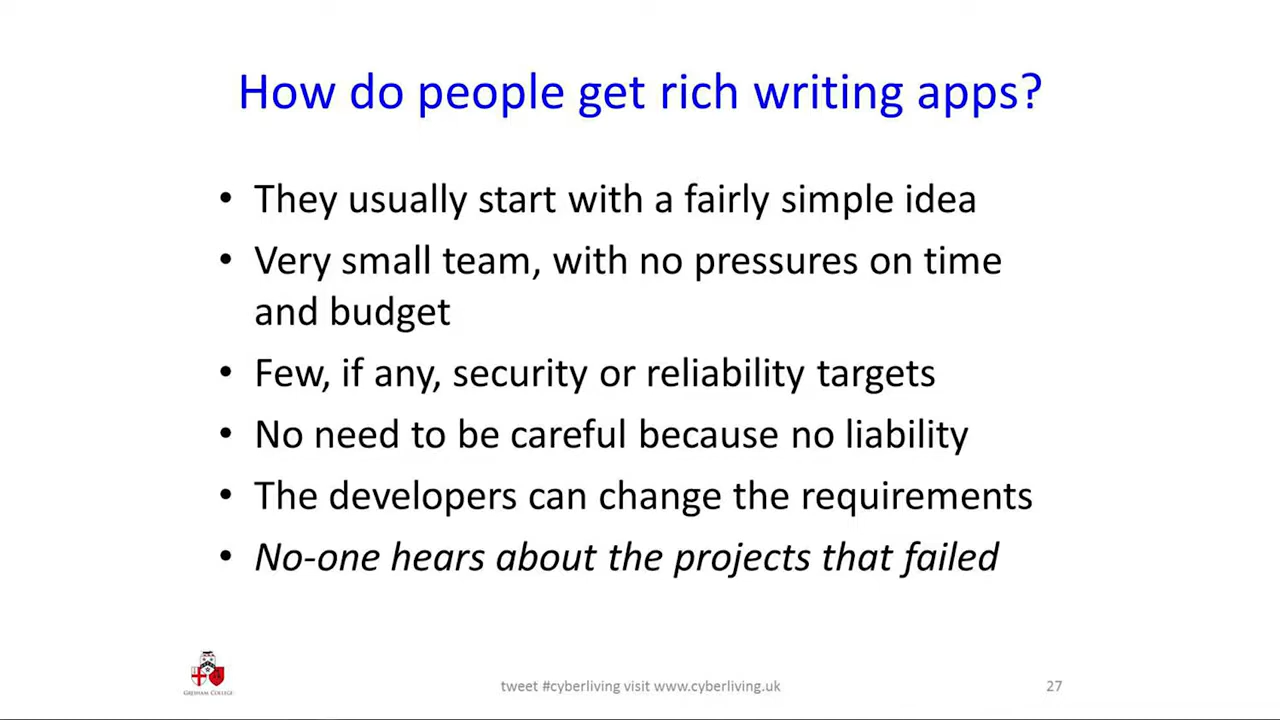 How do people get rich writing apps?
• They usually start with a fairly simple idea
• Very small team, with no pressures on time
and budget
• Few, if any, security or reliability targets
• No need to be careful because no liability
• The developers can change the requirements
• No-one hears about the projects that failed
GRESHAM COLLEGE
tweet #cyberliving visit www.cyberliving.uk
27